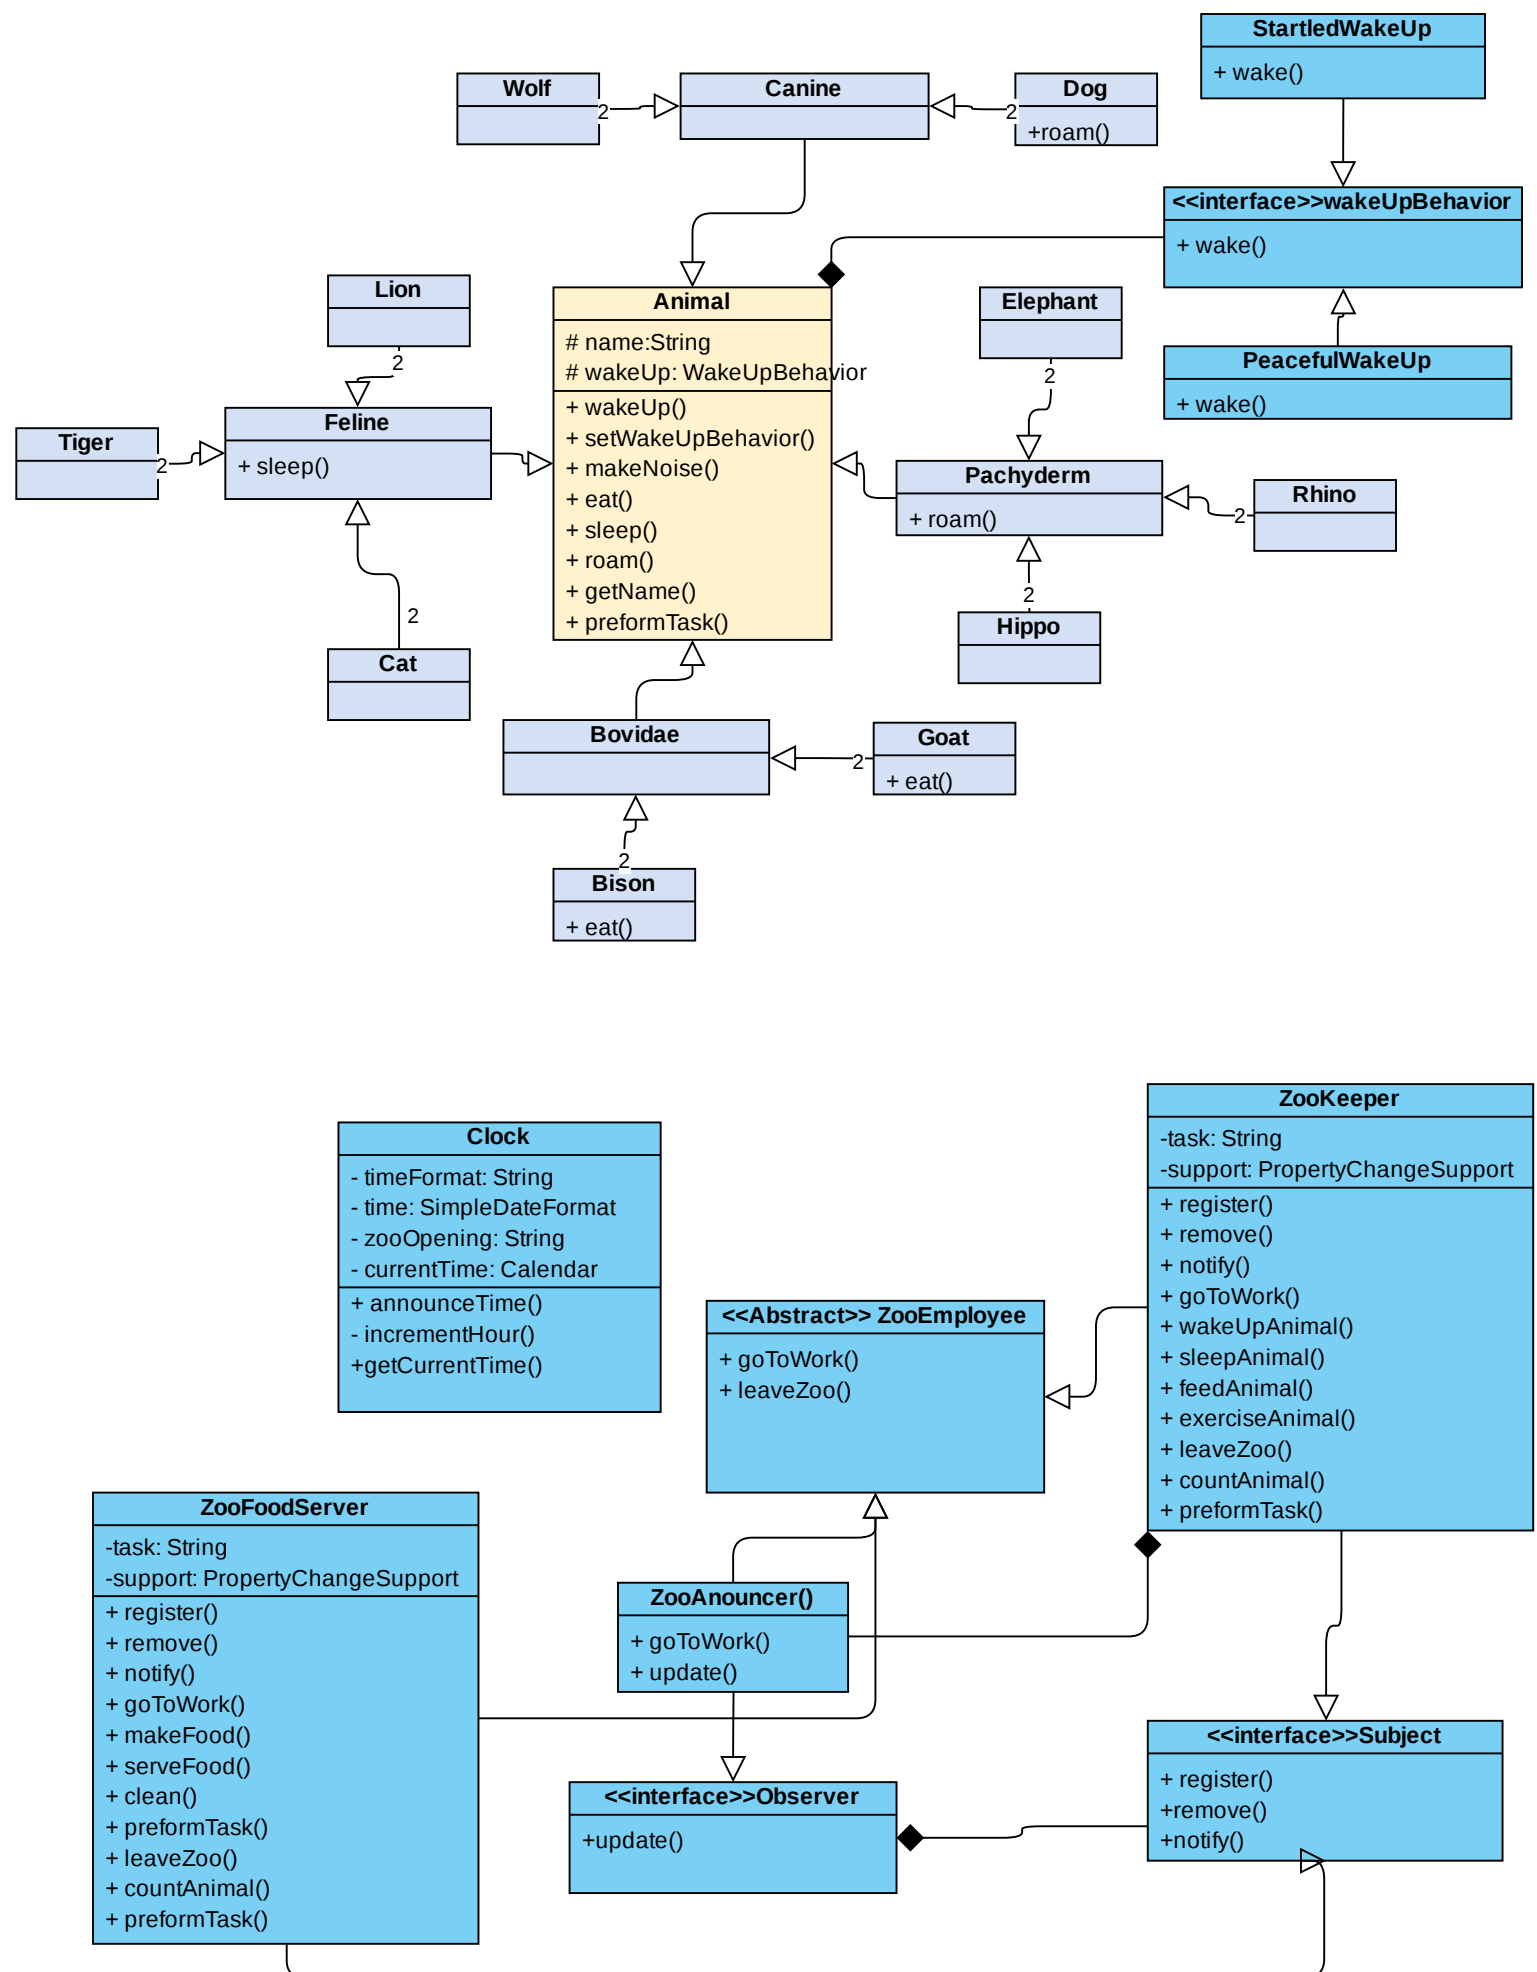 StartledWakeUp
+ wake()
Wolf
2
Canine
2
Dog
+roam()
<<interface>>wakeUpBehavior
+ wake()
Lion
2
Animal
# name:String
# wakeUp: WakeUpBehavior
+ wakeUp()
+ setWakeUpBehavior()
+ makeNoise()
+ eat()
+ sleep()
+ roam()
+ getName()
+ preformTask()
Elephant
2
PeacefulWakeUp
+ wake()
Feline
+ sleep()
Tiger
2
Pachyderm
+ roam()
Rhino
2
2
Hippo
2
Cat
Bovidae
2
Goat
+ eat()
2
Bison
+ eat()
ZooKeeper
-task: String
-support: PropertyChangeSupport
+ register()
+ remove()
+ notify()
+ goToWork()
+ wakeUpAnimal()
+ sleepAnimal()
+ feedAnimal()
+ exerciseAnimal()
+ leaveZoo()
+ countAnimal()
+ preformTask()
Clock
- timeFormat: String
- time: SimpleDateFormat
- zooOpening: String
- currentTime: Calendar
+ announceTime()
- incrementHour()
+getCurrentTime()
<<Abstract>> ZooEmployee
+ goToWork()
+ leaveZoo()
ZooFoodServer
-task: String
-support: PropertyChangeSupport
+ register()
+ remove()
+ notify()
+ goToWork()
+ makeFood()
+ serveFood()
+ clean()
+ preformTask()
+ leaveZoo()
+ countAnimal()
+ preformTask()
ZooAnouncer()
+ goToWork()
+ update()
<<interface>>Subject
+ register()
+remove()
+notify()
<<interface>>Observer
+update()